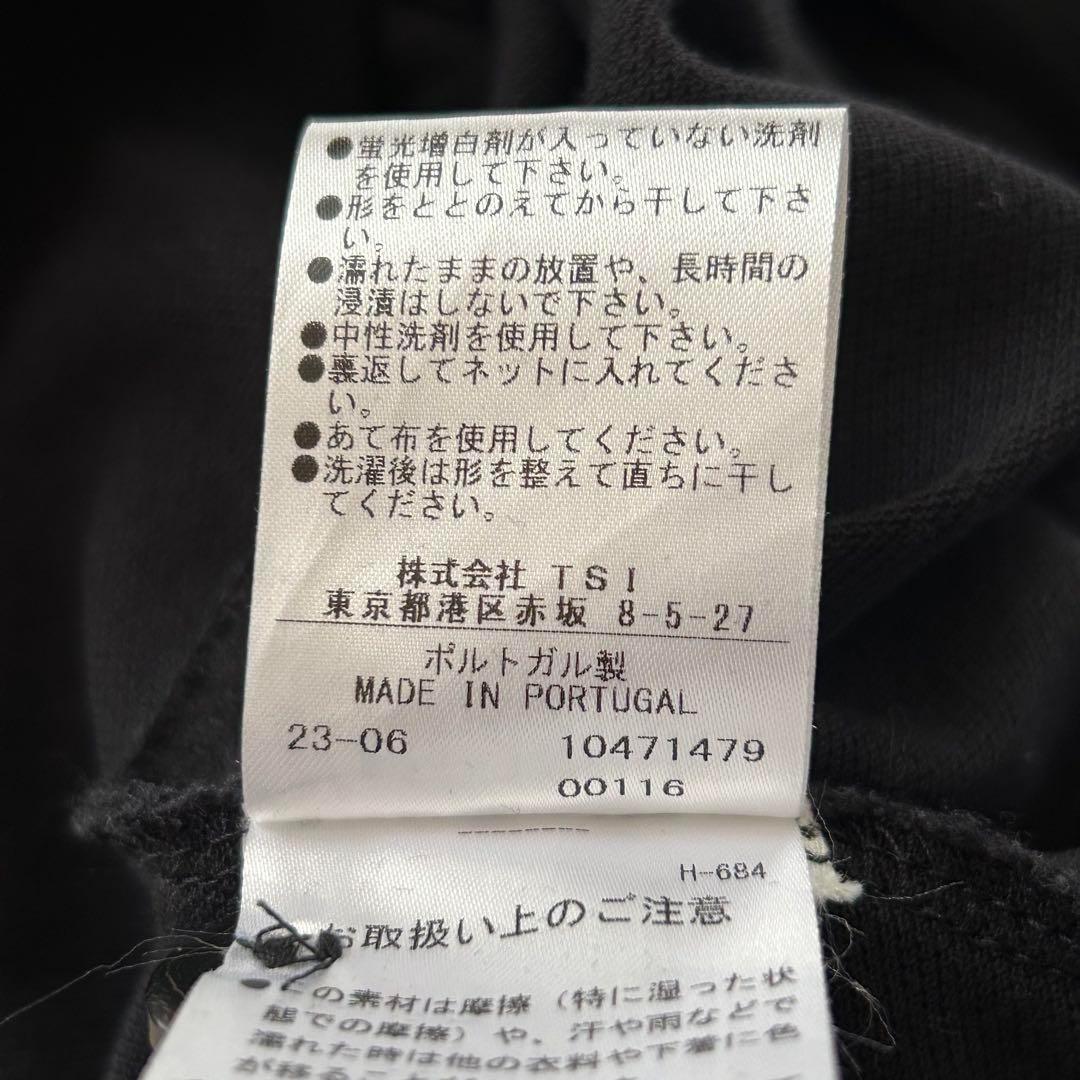 ●蛍光増白剤が入っていない洗剤
を使用して下さい。
●形をととのえてから干して下さ
い。
●濡れたままの放置や、長時間の
浸漬はしないで下さい。
●中性洗剤を使用して下さい。
●裏返してネットに入れてくださ
い。
●あて布を使用してください。
●洗濯後は形を整えて直ちに干し
てください。
株式会社 TSI
東京都港区赤坂 8-5-27
ポルトガル製
MADE IN PORTUGAL
23-06 10471479
00116
H-684
お取扱い上のご注意
この素材は摩擦（特に湿った状
態での摩擦）や、汗や雨などで
濡れた時は他の衣料や下着に色
が移ること